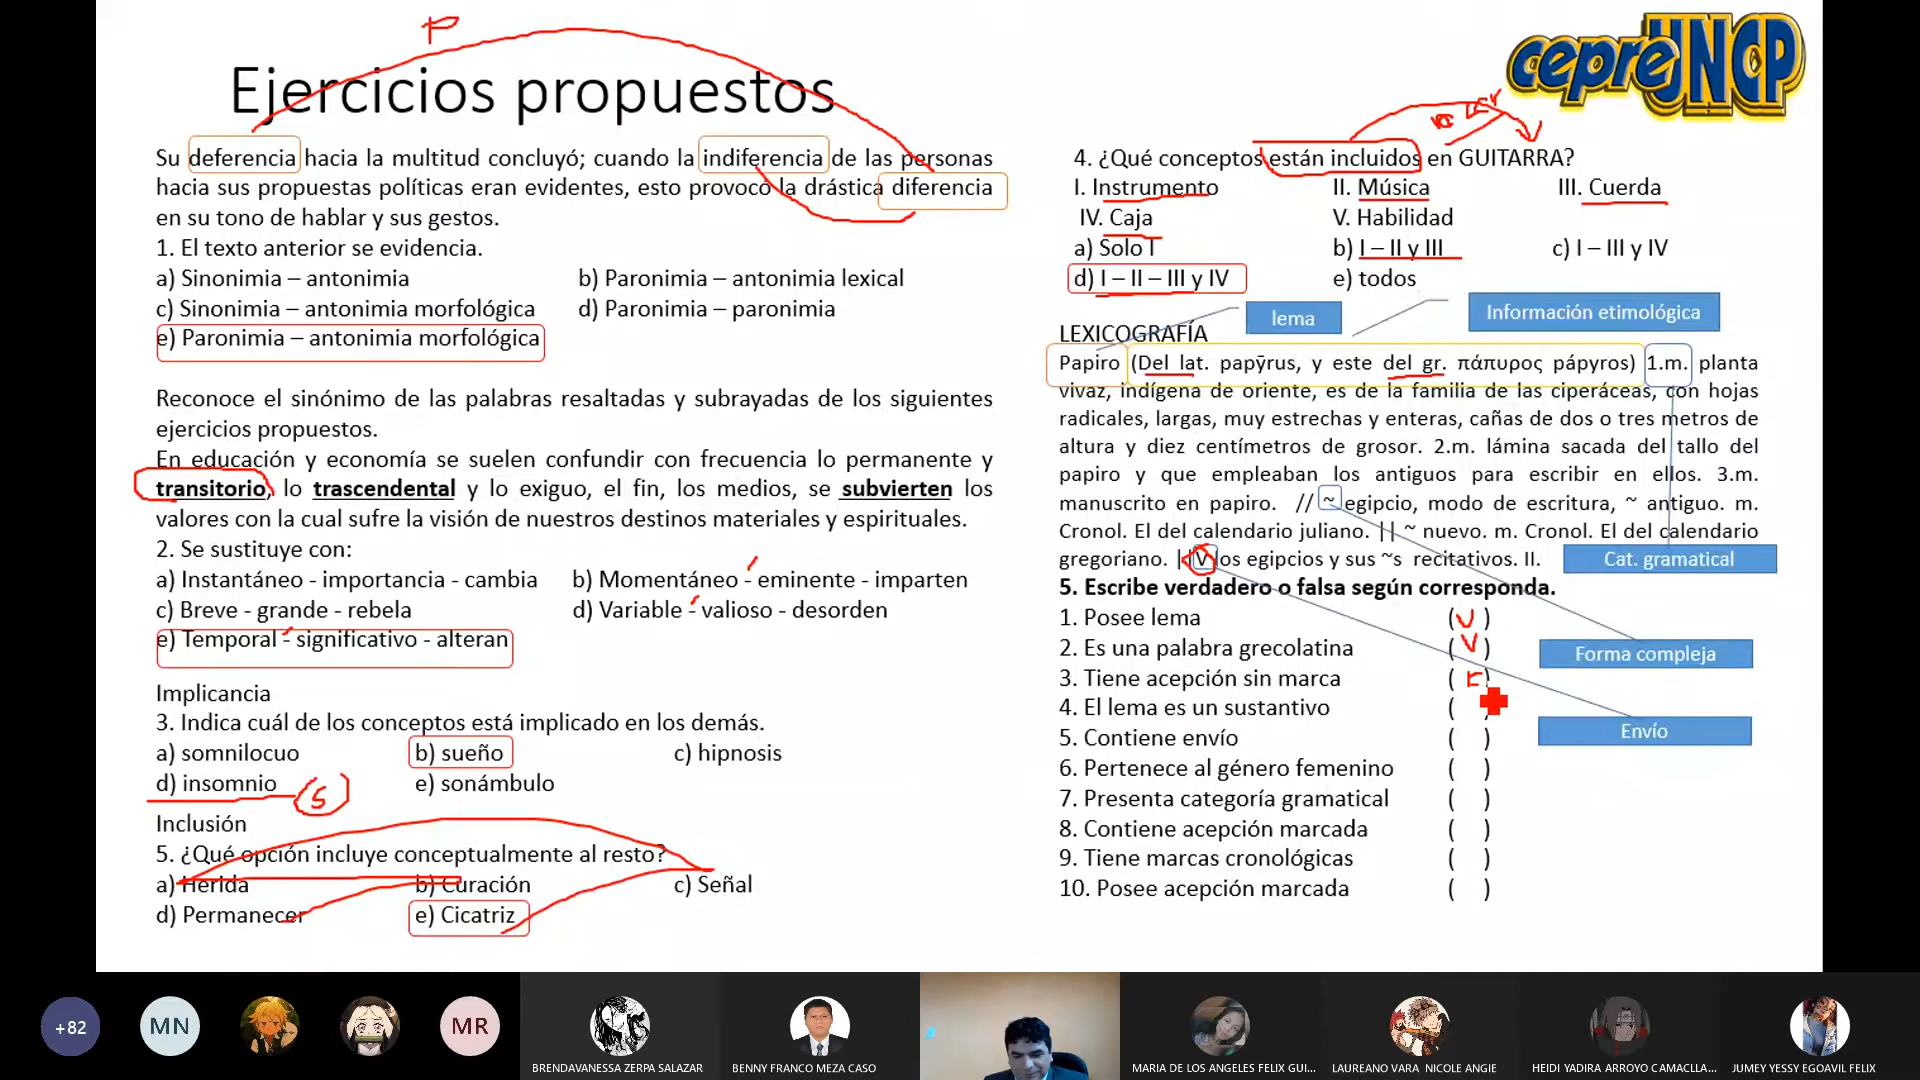 P
Ejercicios propuestos
cepreUNCP
Su deferencia hacia la multitud concluyó; cuando la indiferencia de las personas
hacia sus propuestas políticas eran evidentes, esto provocó la drástica diferencia
en su tono de hablar y sus gestos.
1. El texto anterior se evidencia.
a) Sinonimia – antonimia b) Paronimia – antonimia lexical
c) Sinonimia – antonimia morfológica d) Paronimia – paronimia
e) Paronimia – antonimia morfológica
Reconoce el sinónimo de las palabras resaltadas y subrayadas de los siguientes
ejercicios propuestos.
En educación y economía se suelen confundir con frecuencia lo permanente y
transitorio, lo trascendental y lo exiguo, el fin, los medios, se subvierten los
valores con la cual sufre la visión de nuestros destinos materiales y espirituales.
2. Se sustituye con:
a) Instantáneo - importancia - cambia b) Momentáneo - eminente - imparten
c) Breve - grande - rebela d) Variable - valioso - desorden
e) Temporal - significativo - alteran
Implicancia
3. Indica cuál de los conceptos está implicado en los demás.
a) somnilocuo b) sueño c) hipnosis
d) insomnio e) sonámbulo
S
Inclusión
5. ¿Qué opción incluye conceptualmente al resto?
a) Herida b) Curación c) Señal
d) Permanecer e) Cicatriz
4. ¿Qué conceptos están incluidos en GUITARRA?
I. Instrumento II. Música III. Cuerda
IV. Caja V. Habilidad
a) Solo I b) I – II y III c) I – III y IV
d) I – II – III y IV e) todos
lema
Información etimológica
LEXICOGRAFÍA
Papiro (Del lat. papȳrus, y este del gr. πάπυρος pápyros) 1.m. planta
vivaz, indígena de oriente, es de la familia de las ciperáceas, con hojas
radicales, largas, muy estrechas y enteras, cañas de dos o tres metros de
altura y diez centímetros de grosor. 2.m. lámina sacada del tallo del
papiro y que empleaban los antiguos para escribir en ellos. 3.m.
manuscrito en papiro. // ~ egipcio, modo de escritura, ~ antiguo. m.
Cronol. El del calendario juliano. || ~ nuevo. m. Cronol. El del calendario
gregoriano. || V los egipcios y sus ~s recitativos. II.
Cat. gramatical
5. Escribe verdadero o falsa según corresponda.
1. Posee lema ( V )
2. Es una palabra grecolatina ( V )
3. Tiene acepción sin marca ( F )
4. El lema es un sustantivo ( )
5. Contiene envío ( )
6. Pertenece al género femenino ( )
7. Presenta categoría gramatical ( )
8. Contiene acepción marcada ( )
9. Tiene marcas cronológicas ( )
10. Posee acepción marcada ( )
Forma compleja
Envío
+82
MN
MR
BRENDAVANESSA ZERPA SALAZAR
BENNY FRANCO MEZA CASO
MARIA DE LOS ANGELES FELIX GUI...
LAUREANO VARA NICOLE ANGIE
HEIDI YADIRA ARROYO CAMACLLA...
JUMEY YESSY EGOAVIL FELIX